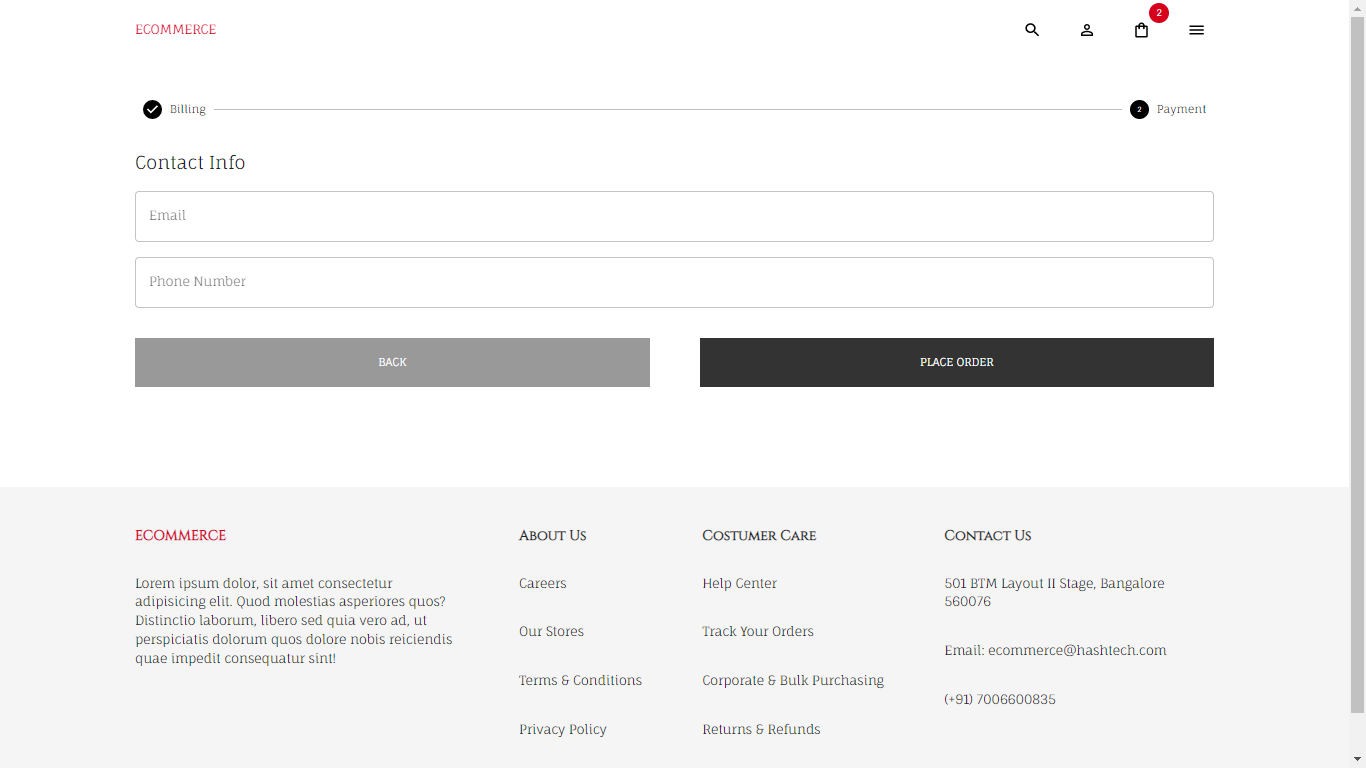 ECOMMERCE
2
Billing
2
Payment
Contact Info
Email
Phone Number
BACK
PLACE ORDER
ECOMMERCE
Lorem ipsum dolor, sit amet consectetur
adipisicing elit. Quod molestias asperiores quos?
Distinctio laborum, libero sed quia vero ad, ut
perspiciatis dolorum quos dolore nobis reiciendis
quae impedit consequatur sint!
About Us
Careers
Our Stores
Terms & Conditions
Privacy Policy
Costumer Care
Help Center
Track Your Orders
Corporate & Bulk Purchasing
Returns & Refunds
Contact Us
501 BTM Layout II Stage, Bangalore
560076
Email: ecommerce@hashtech.com
(+91) 7006600835